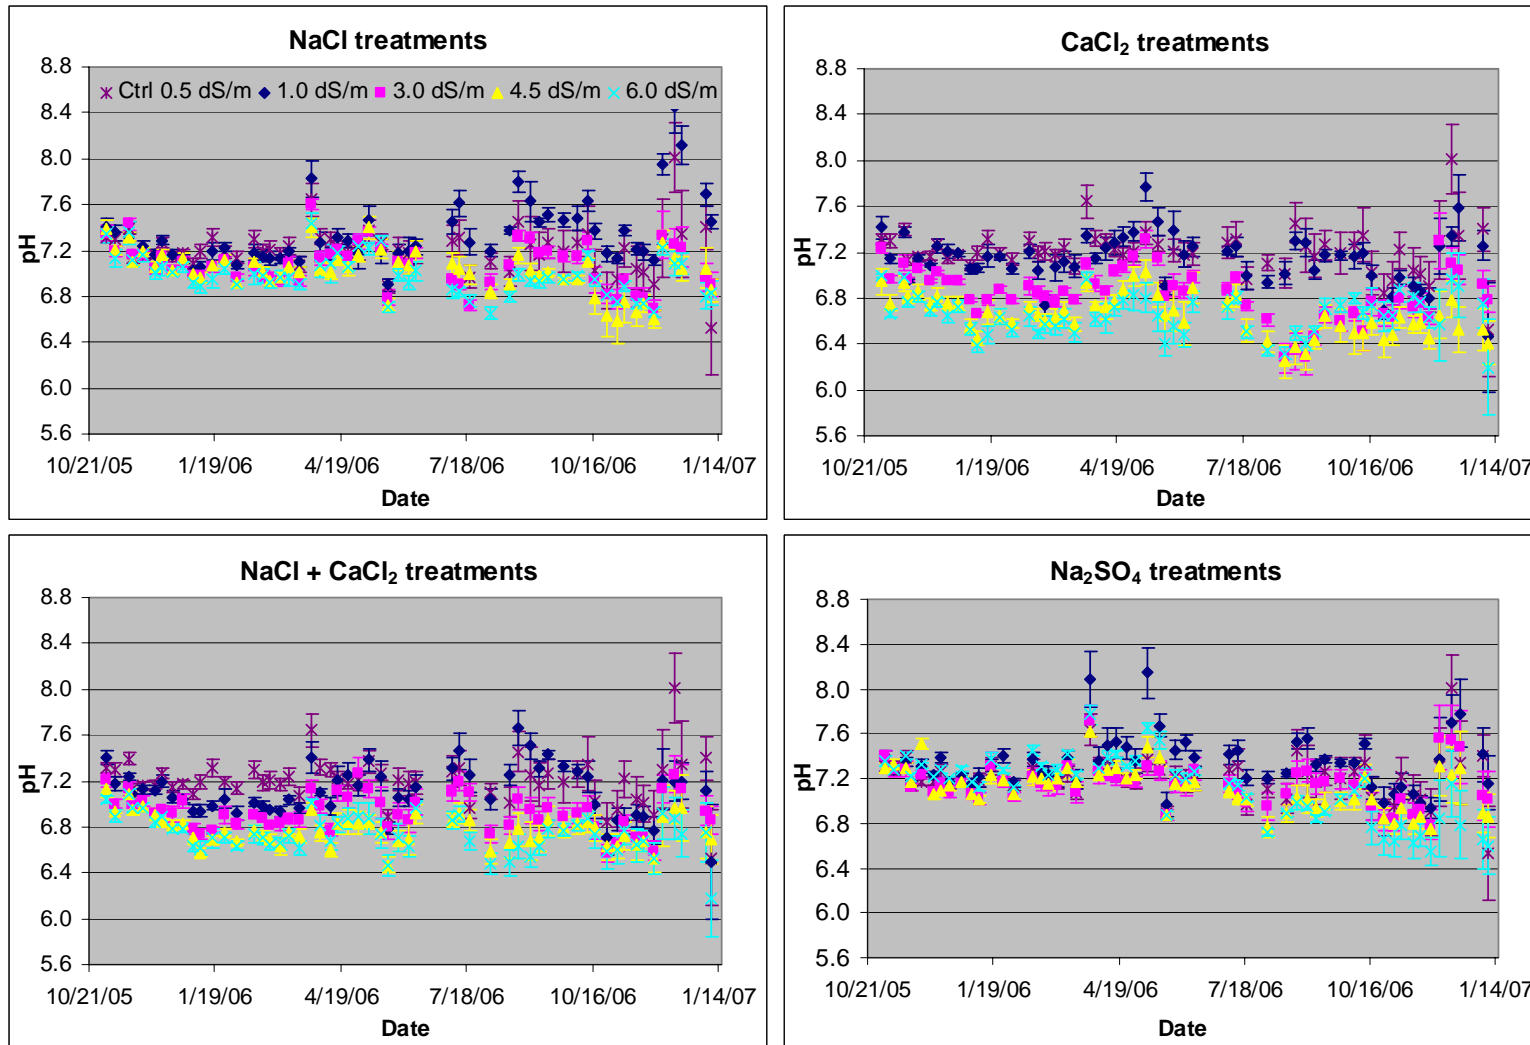 NaCl treatments
8.8
8.4
8.0
7.6
7.2
6.8
6.4
6.0
5.6
pH
Ctrl 0.5 dS/m 1.0 dS/m 3.0 dS/m 4.5 dS/m 6.0 dS/m
10/21/05 1/19/06 4/19/06 7/18/06 10/16/06 1/14/07
Date
CaCl₂ treatments
8.8
8.4
8.0
7.6
7.2
6.8
6.4
6.0
5.6
pH
10/21/05 1/19/06 4/19/06 7/18/06 10/16/06 1/14/07
Date
NaCl + CaCl₂ treatments
8.8
8.4
8.0
7.6
7.2
6.8
6.4
6.0
5.6
pH
10/21/05 1/19/06 4/19/06 7/18/06 10/16/06 1/14/07
Date
Na₂SO₄ treatments
8.8
8.4
8.0
7.6
7.2
6.8
6.4
6.0
5.6
pH
10/21/05 1/19/06 4/19/06 7/18/06 10/16/06 1/14/07
Date